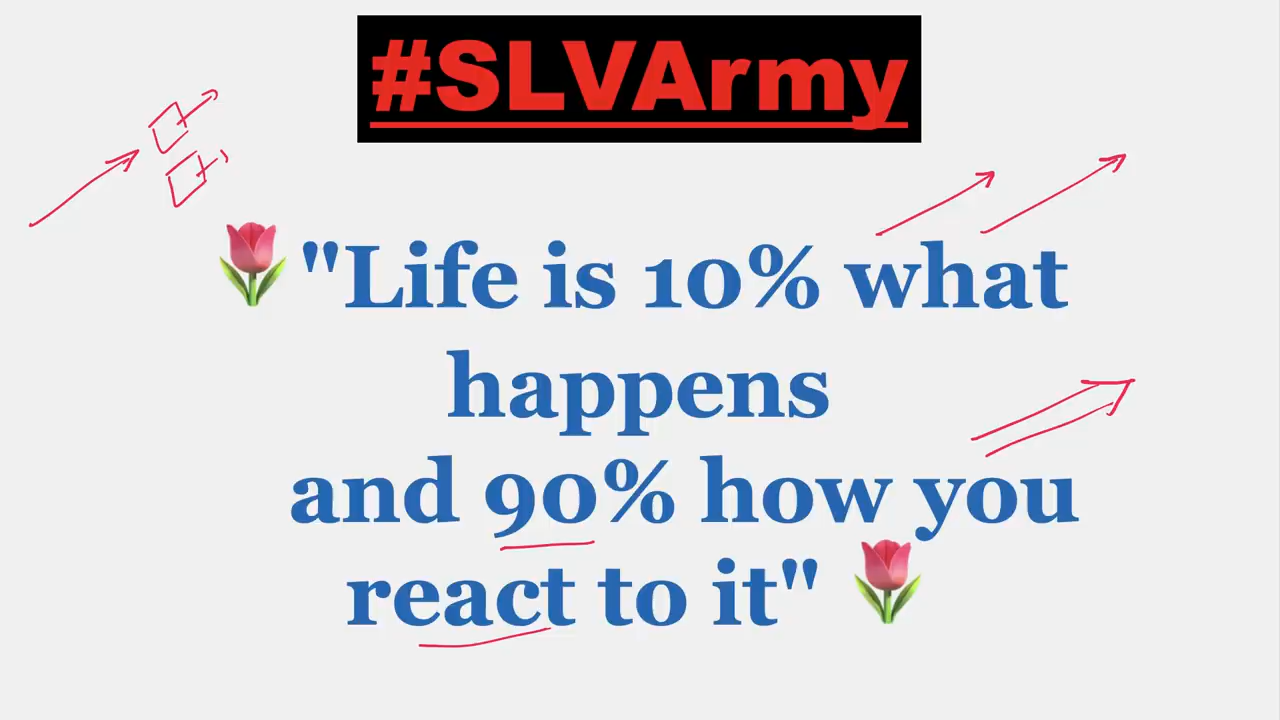 #SLVArmy
"Life is 10% what
happens
and 90% how you
react to it"